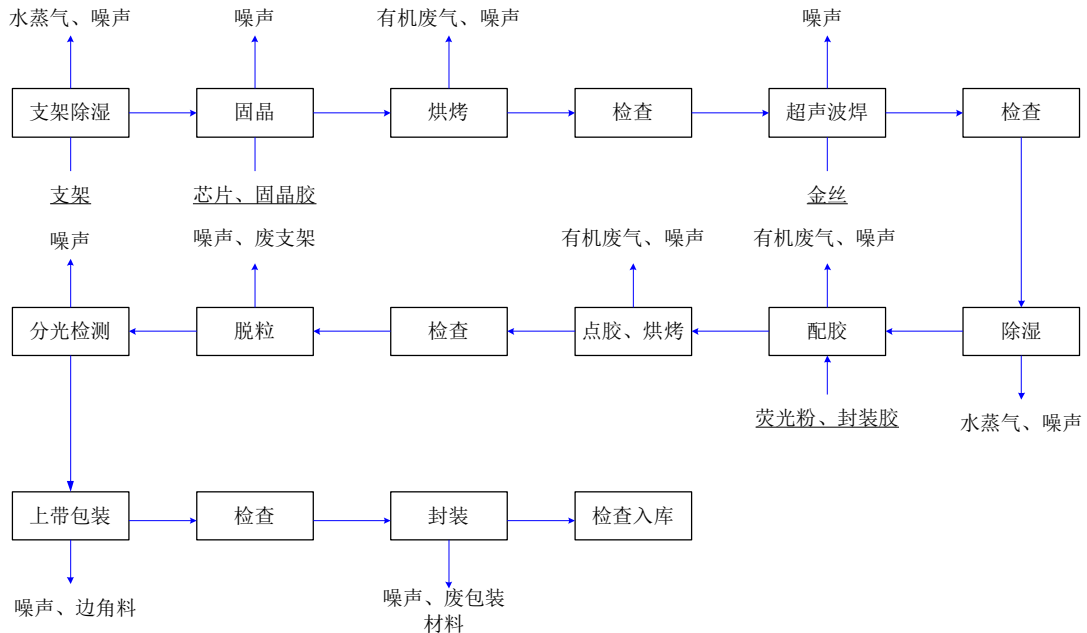 水蒸气、噪声
噪声
有机废气、噪声
噪声
支架除湿
固晶
烘烤
检查
超声波焊
检查
支架
芯片、固晶胶
金丝
噪声
噪声、废支架
有机废气、噪声
有机废气、噪声
分光检测
脱粒
检查
点胶、烘烤
配胶
除湿
荧光粉、封装胶
水蒸气、噪声
上带包装
检查
封装
检查入库
噪声、边角料
噪声、废包装
材料